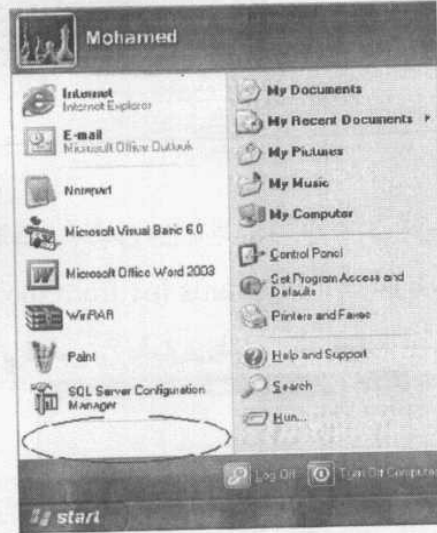 Mohamed
Internet
Internet Explorer
E-mail
Microsoft Office Outlook
Notepad
Microsoft Visual Basic 6.0
Microsoft Office Word 2003
WinRAR
Paint
SQL Server Configuration
Manager
My Documents
My Recent Documents
My Pictures
My Music
My Computer
Control Panel
Set Program Access and
Defaults
Printers and Faxes
Help and Support
Search
Run...
Log Off
Turn Off Computer
start